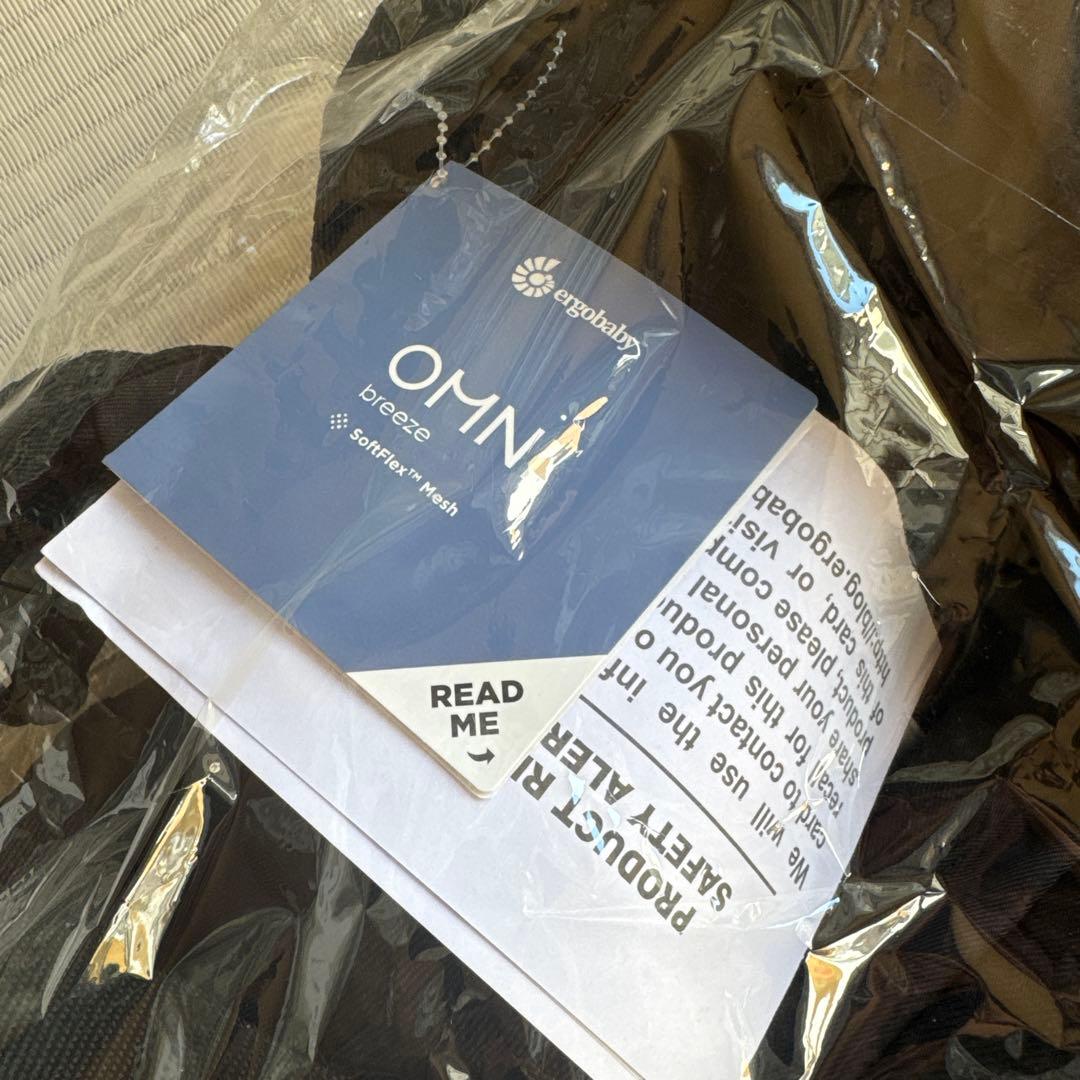 ergobaby
OMNI
breeze
SoftFlex™ Mesh
READ
ME
PRODUCT
SAFETY ALER
We will use the inf
card to contact you o
recall for this produ
share your personal
product, please comp
of this card, or visi
http://blog.ergobab